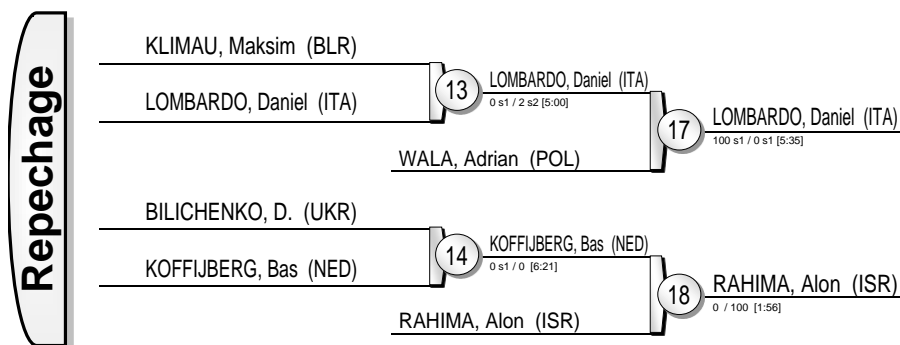 Repechage
KLIMAU, Maksim (BLR)
LOMBARDO, Daniel (ITA)
13
LOMBARDO, Daniel (ITA)
0 s1 / 2 s2 [5:00]
WALA, Adrian (POL)
17
LOMBARDO, Daniel (ITA)
100 s1 / 0 s1 [5:35]
BILICHENKO, D. (UKR)
KOFFIJBERG, Bas (NED)
14
KOFFIJBERG, Bas (NED)
0 s1 / 0 [6:21]
RAHIMA, Alon (ISR)
18
RAHIMA, Alon (ISR)
0 / 100 [1:56]